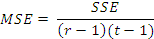 MSE = SSE / (r − 1)(t − 1)